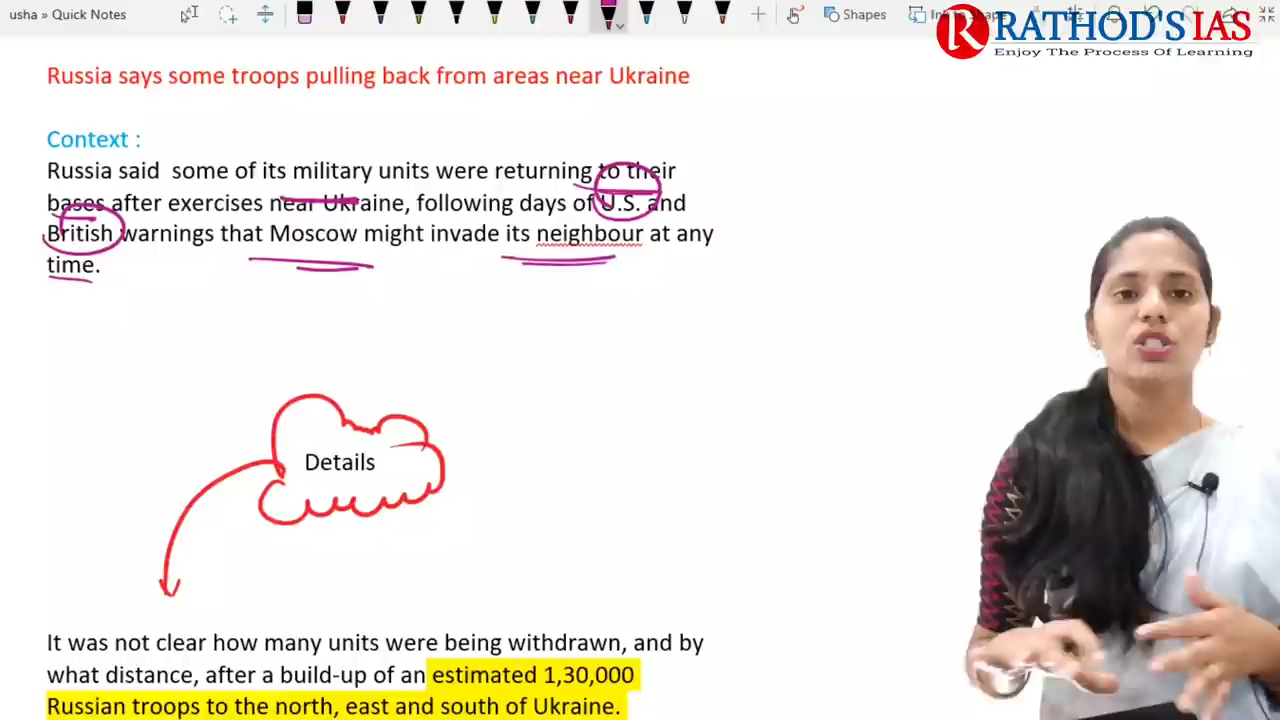 usha » Quick Notes
Shapes
RATHOD'S IAS
Enjoy The Process Of Learning
Russia says some troops pulling back from areas near Ukraine
Context :
Russia said some of its military units were returning to their
bases after exercises near Ukraine, following days of U.S. and
British warnings that Moscow might invade its neighbour at any
time.
Details
It was not clear how many units were being withdrawn, and by
what distance, after a build-up of an estimated 1,30,000
Russian troops to the north, east and south of Ukraine.